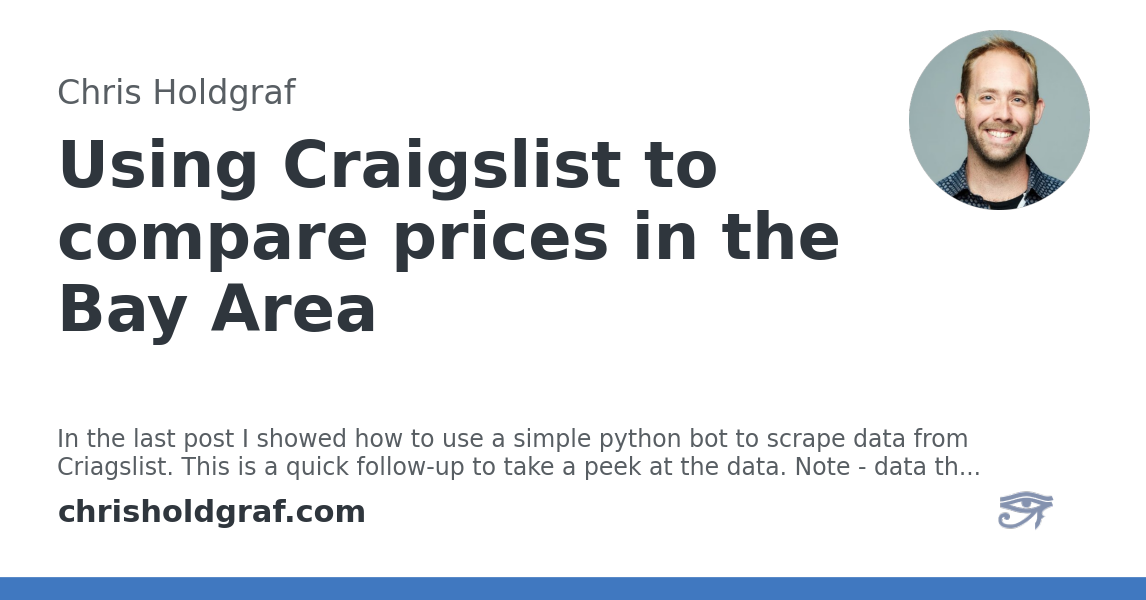 Chris Holdgraf
Using Craigslist to
compare prices in the
Bay Area
In the last post I showed how to use a simple python bot to scrape data from
Criagslist. This is a quick follow-up to take a peek at the data. Note - data th...
chrisholdgraf.com